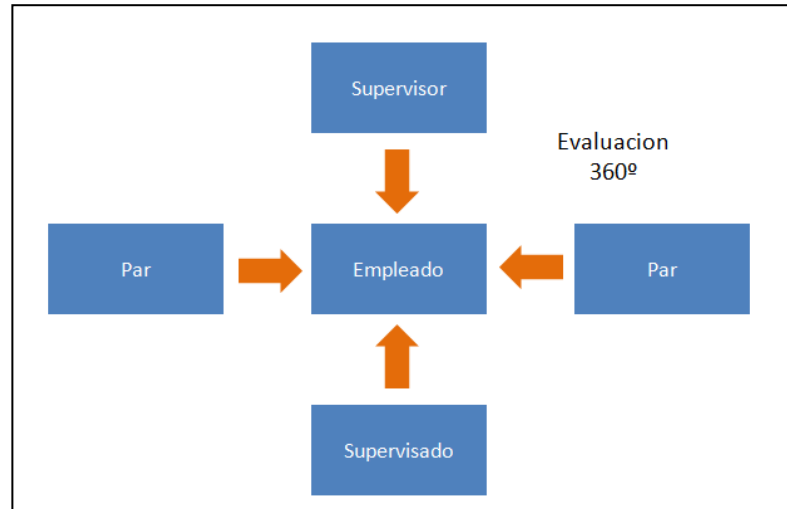 Supervisor
Evaluacion
360º
Par
Empleado
Par
Supervisado